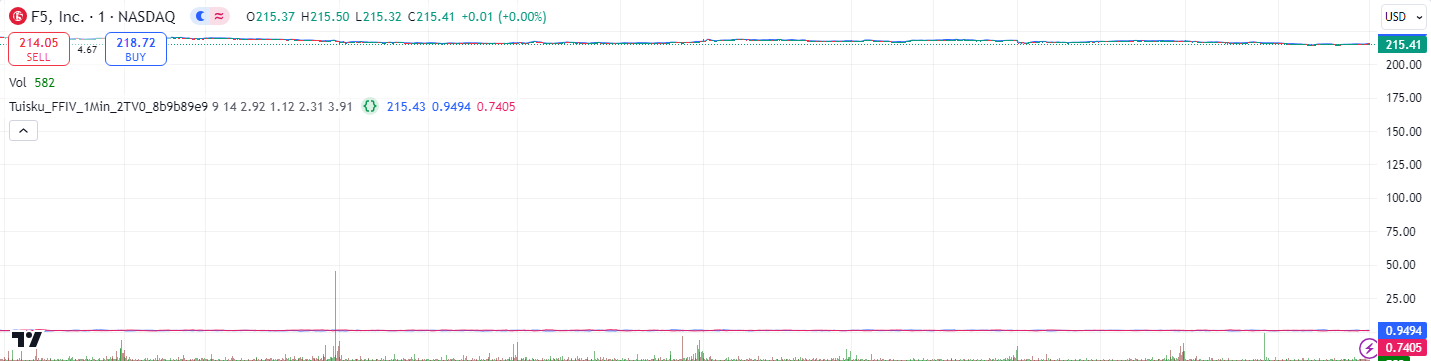 F5, Inc. · 1 · NASDAQ O215.37 H215.50 L215.32 C215.41 +0.01 (+0.00%)
USD
214.05 SELL
4.67
218.72 BUY
215.41
200.00
Vol 582
175.00
Tuisku_FFIV_1Min_2TV0_8b9b89e9 9 14 2.92 1.12 2.31 3.91 {} 215.43 0.9494 0.7405
150.00
125.00
100.00
75.00
50.00
25.00
0.9494
0.7405